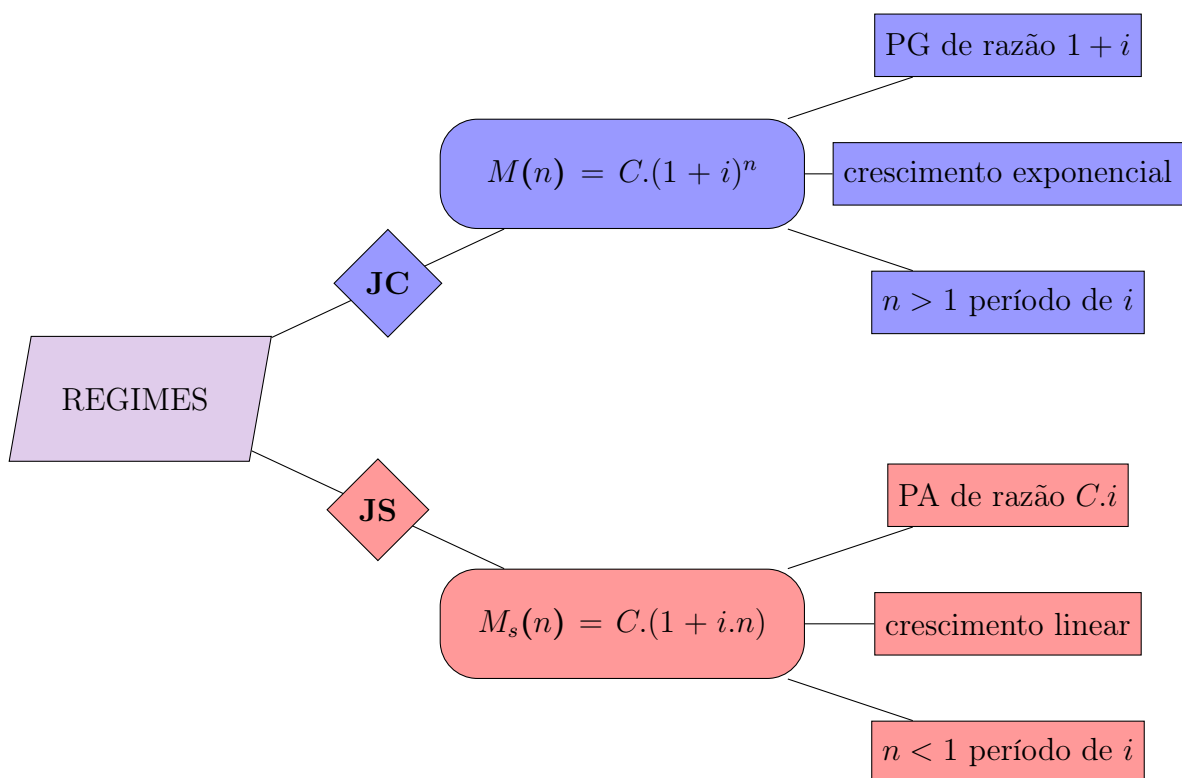 PG de razão $1 + i$
$M(n) = C.(1 + i)^n$
crescimento exponencial
JC
$n > 1$ período de $i$
REGIMES
PA de razão $C.i$
JS
$M_s(n) = C.(1 + i.n)$
crescimento linear
$n < 1$ período de $i$